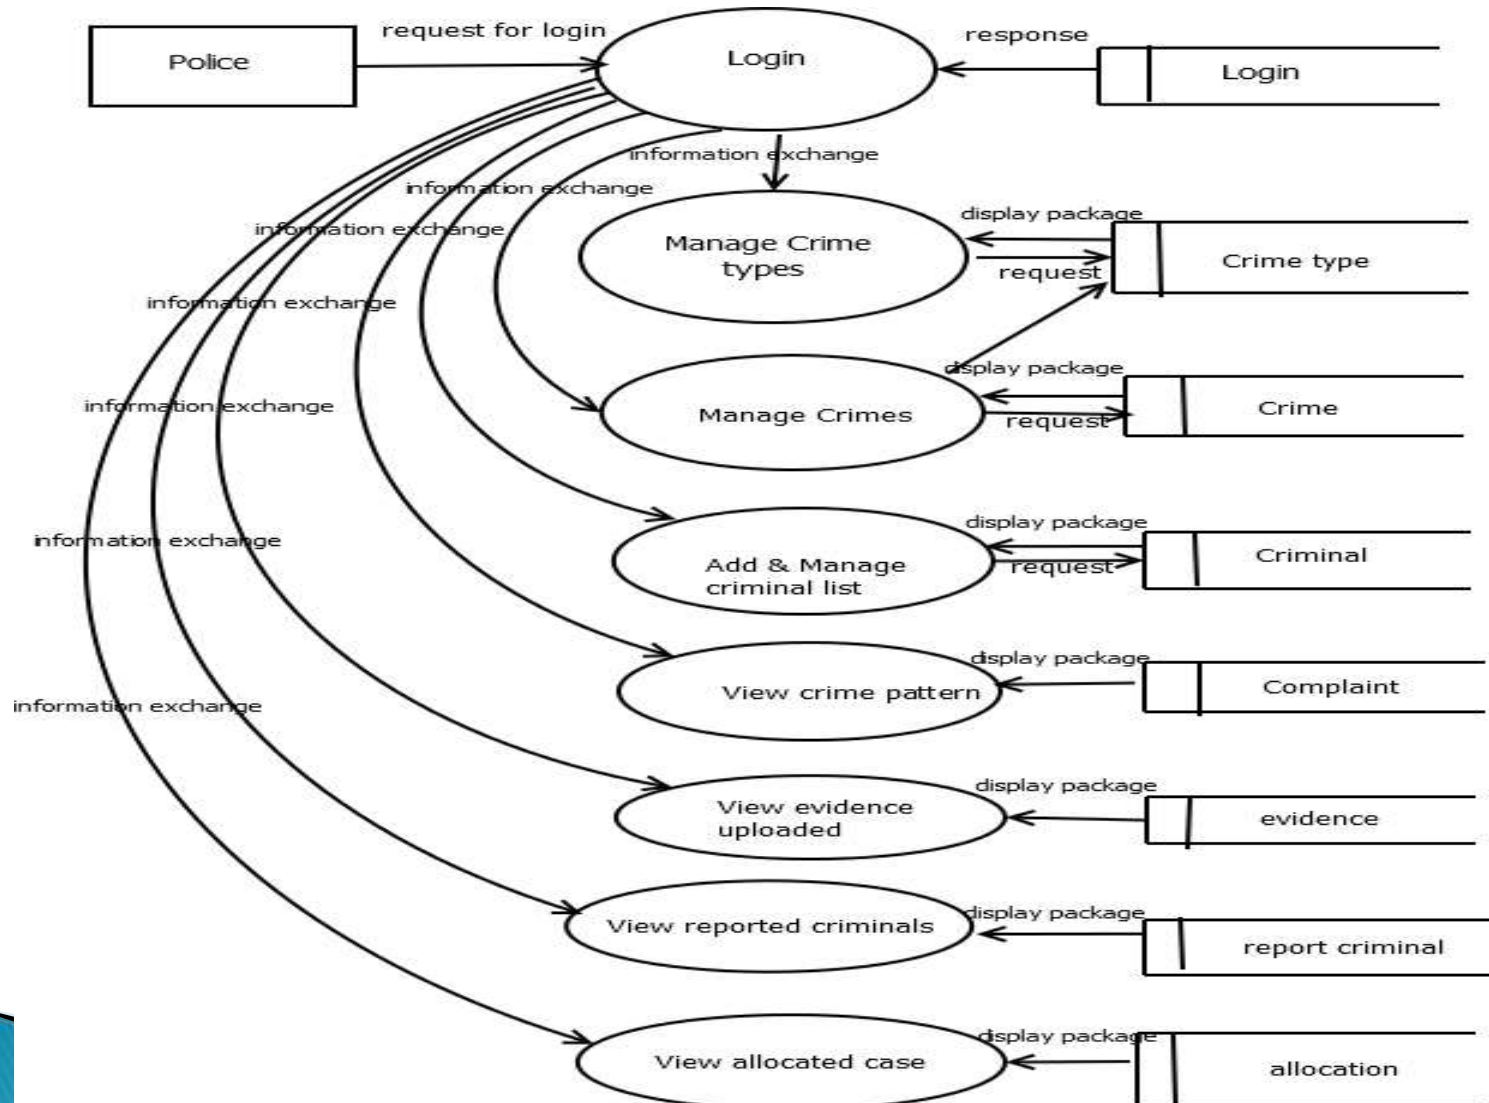 request for login
response
Police
Login
Login
information exchange
information exchange
display package
information exchange
Manage Crime
types
Crime type
request
information exchange
display package
information exchange
Manage Crimes
Crime
request
display package
information exchange
Add & Manage
criminal list
Criminal
request
display package
information exchange
View crime pattern
Complaint
display package
View evidence
uploaded
evidence
display package
View reported criminals
report criminal
display package
View allocated case
allocation